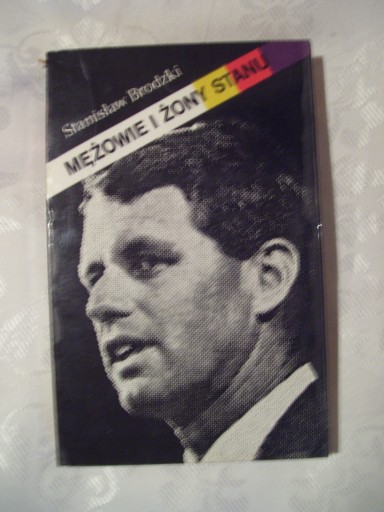 Stanisław Brodzki
MĘŻOWIE I ŻONY STANU